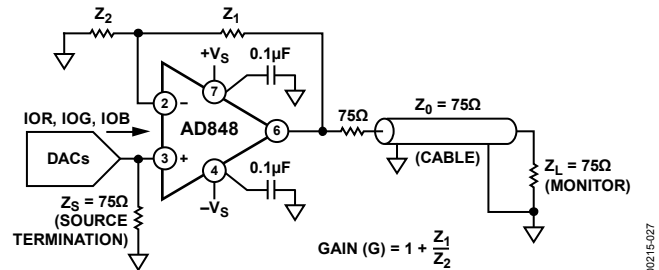 Z2
Z1
+VS
0.1µF
7
2
–
IOR, IOG, IOB
AD848
6
75Ω
Z0 = 75Ω
DACs
3
+
4
0.1µF
(CABLE)
ZL = 75Ω
(MONITOR)
ZS = 75Ω
(SOURCE
TERMINATION)
–VS
GAIN (G) = 1 + Z1/Z2
00215-027